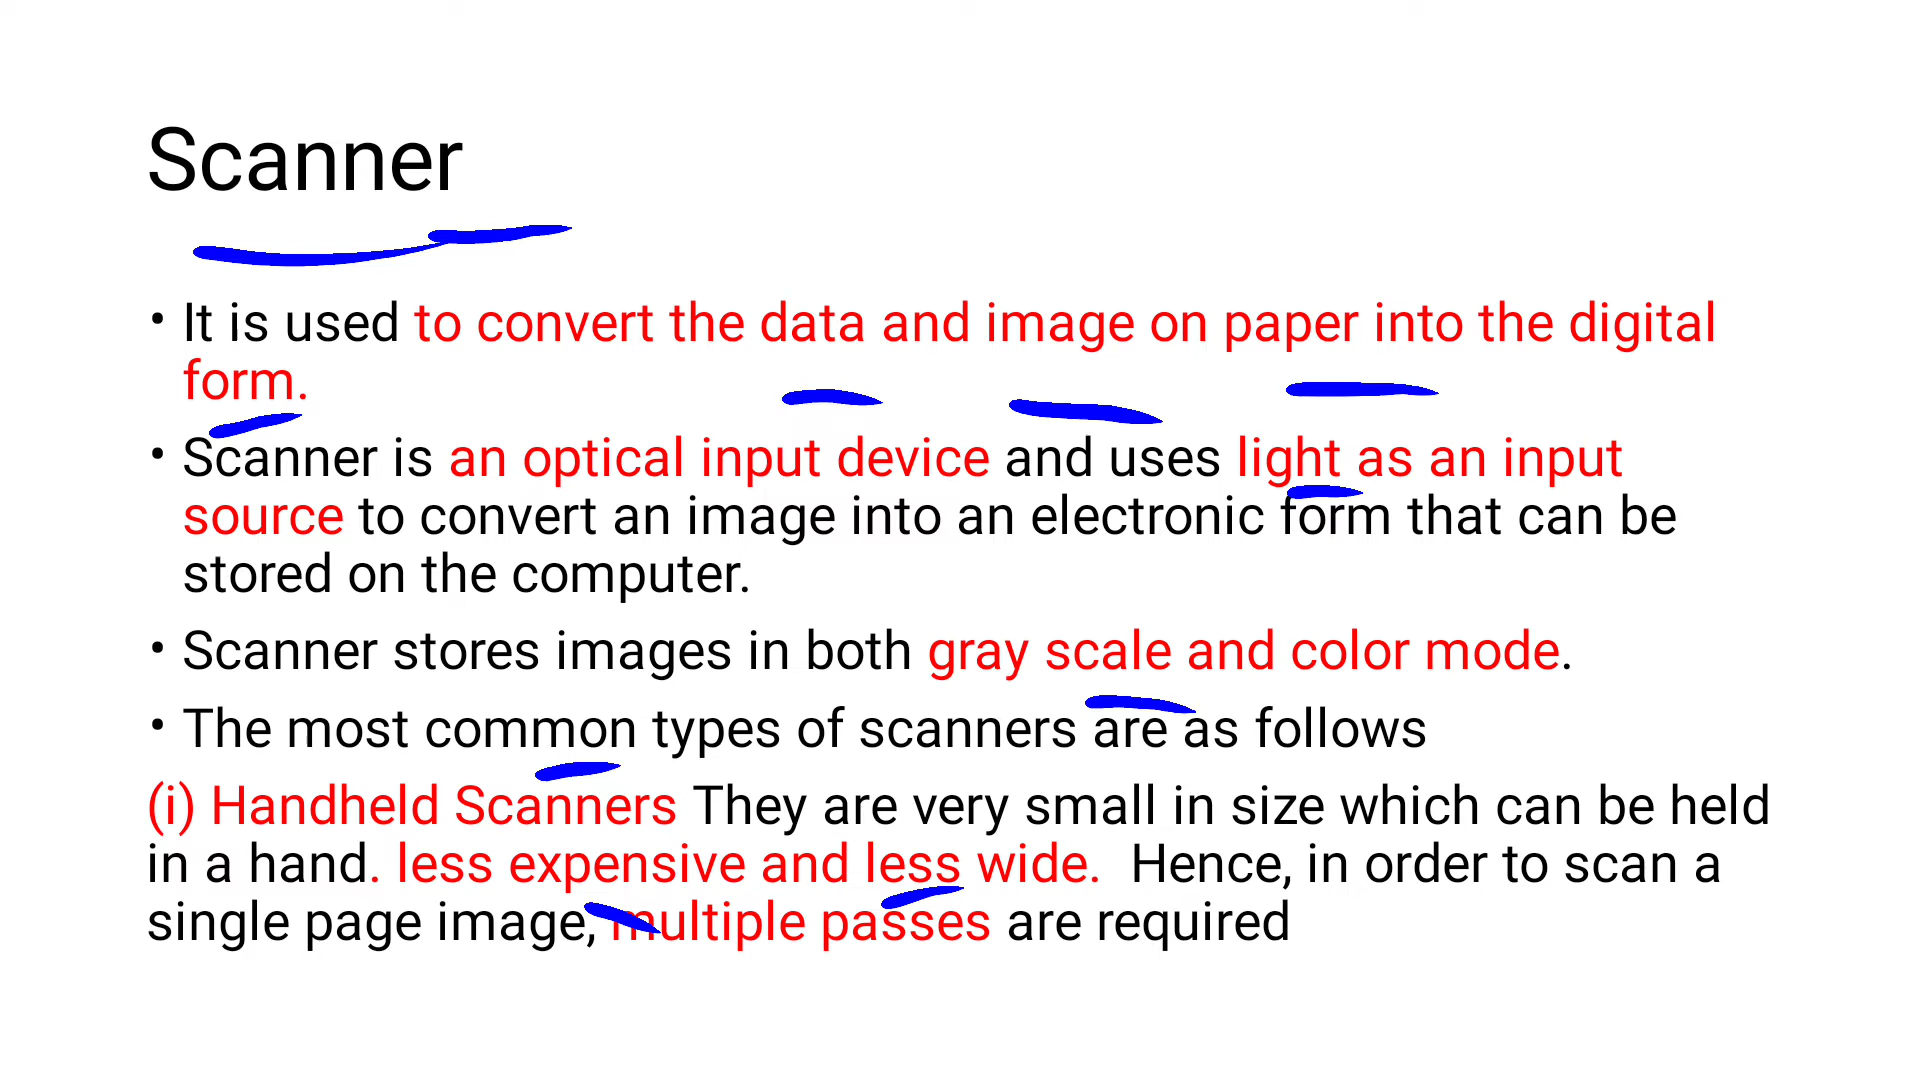 Scanner
• It is used to convert the data and image on paper into the digital
form.
• Scanner is an optical input device and uses light as an input
source to convert an image into an electronic form that can be
stored on the computer.
• Scanner stores images in both gray scale and color mode.
• The most common types of scanners are as follows
(i) Handheld Scanners They are very small in size which can be held
in a hand. less expensive and less wide.  Hence, in order to scan a
single page image, multiple passes are required